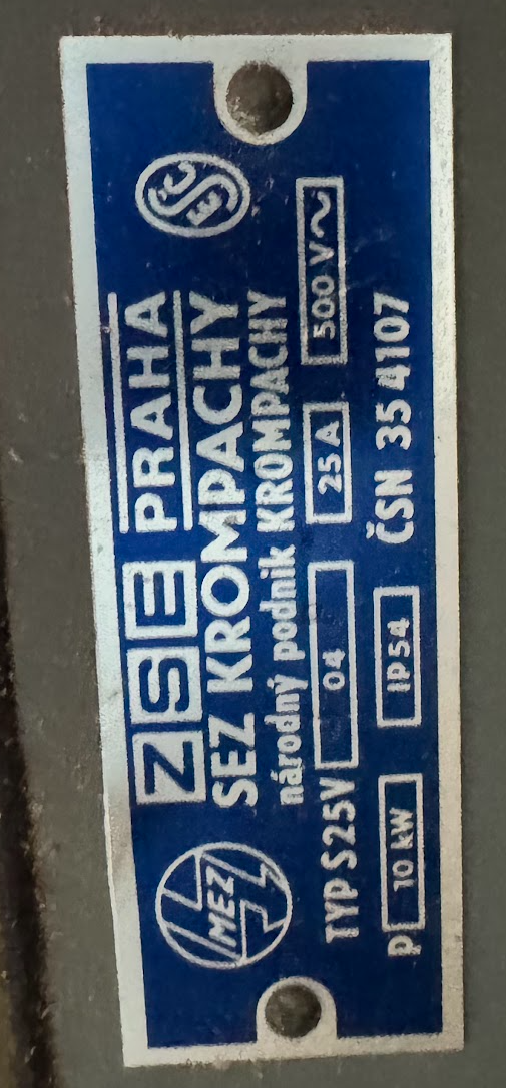 ZSE PRAHA
SEZ KROMPACHY
národný podnik KROMPACHY
MEZ
ESČ
TYP S25V 04 25 A 500 V~
P 10 kW IP54 ČSN 35 4107